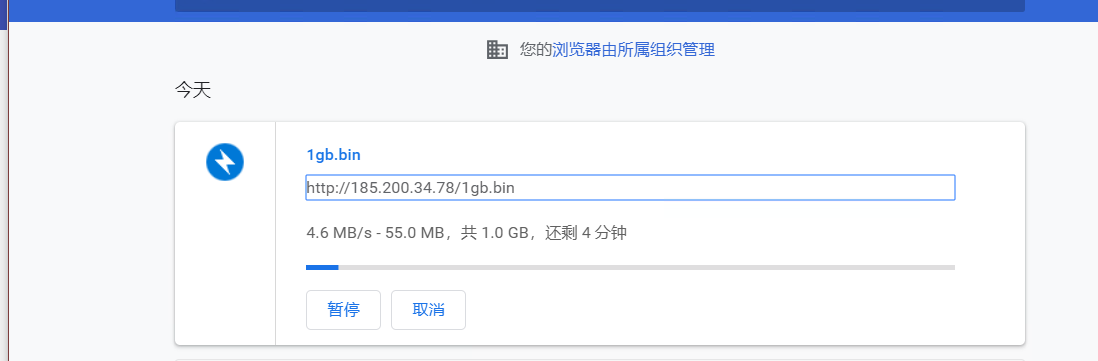 您的浏览器由所属组织管理
今天
1gb.bin
http://185.200.34.78/1gb.bin
4.6 MB/s - 55.0 MB，共 1.0 GB，还剩 4 分钟
暂停 取消